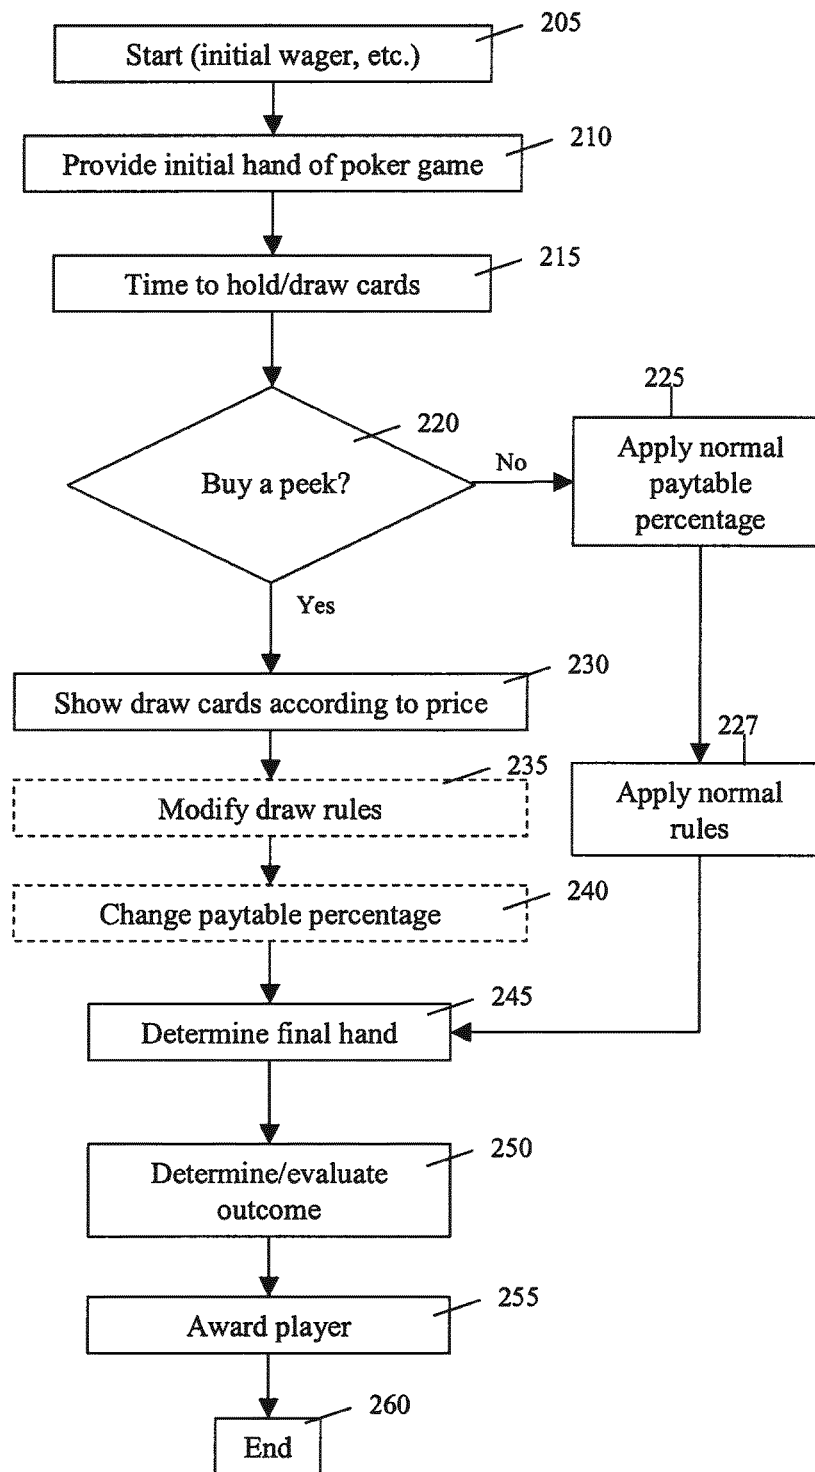 205
Start (initial wager, etc.)
210
Provide initial hand of poker game
215
Time to hold/draw cards
220
Buy a peek?
No
Yes
225
Apply normal
paytable
percentage
227
Apply normal
rules
230
Show draw cards according to price
235
Modify draw rules
240
Change paytable percentage
245
Determine final hand
250
Determine/evaluate
outcome
255
Award player
260
End